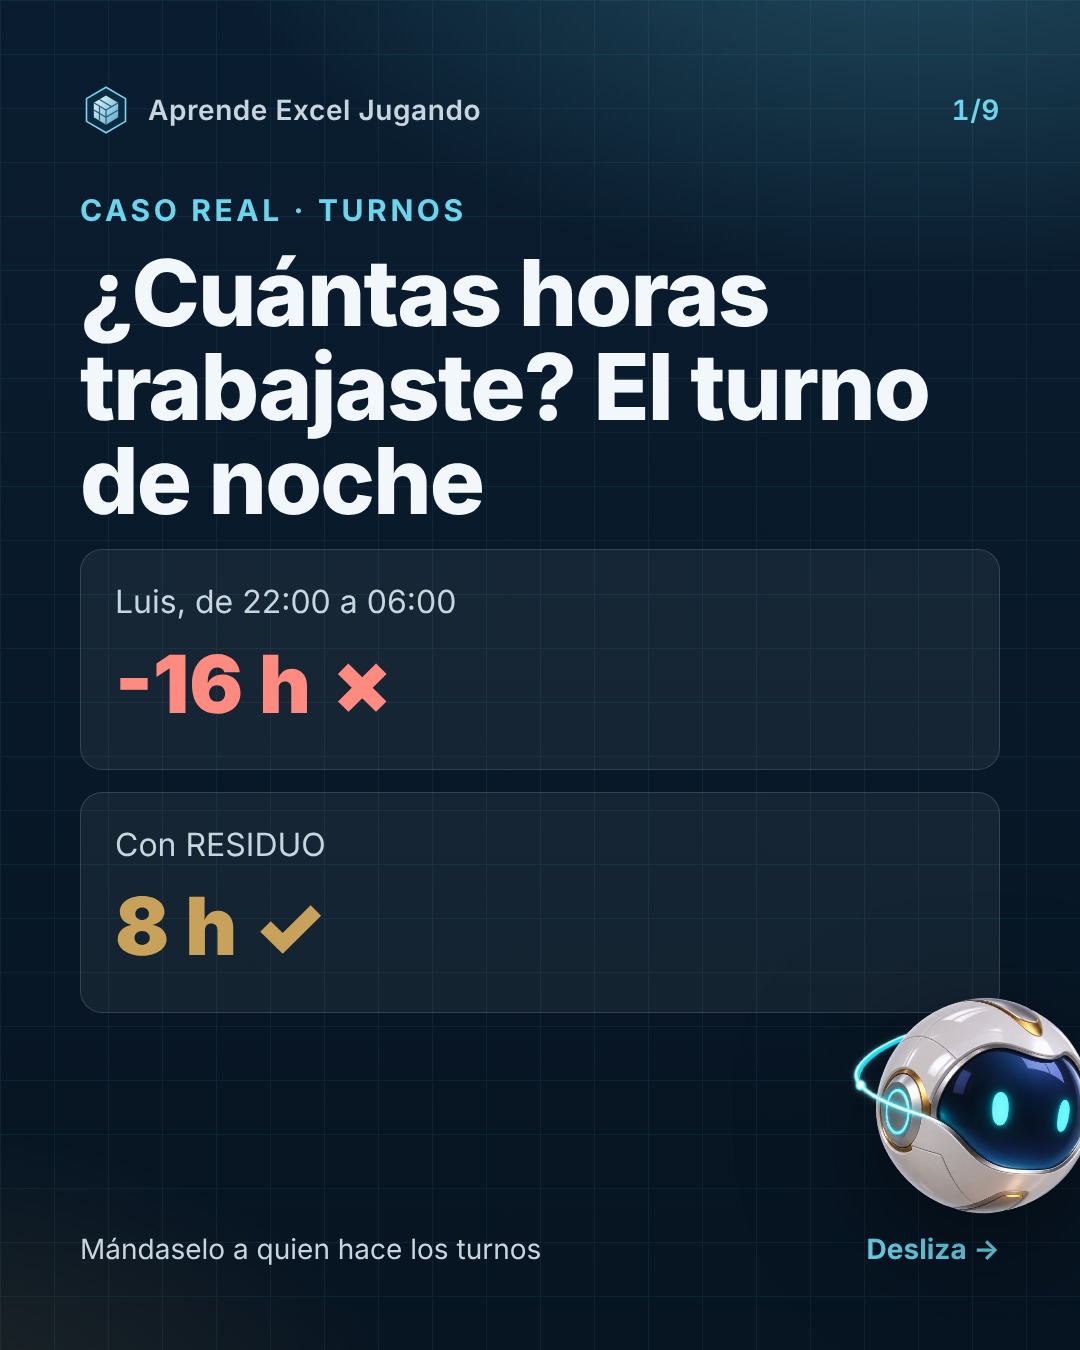 Aprende Excel Jugando
1/9
CASO REAL · TURNOS
¿Cuántas horas
trabajaste? El turno
de noche
Luis, de 22:00 a 06:00
-16 h ✖
Con RESIDUO
8 h ✔
Mándaselo a quien hace los turnos
Desliza →